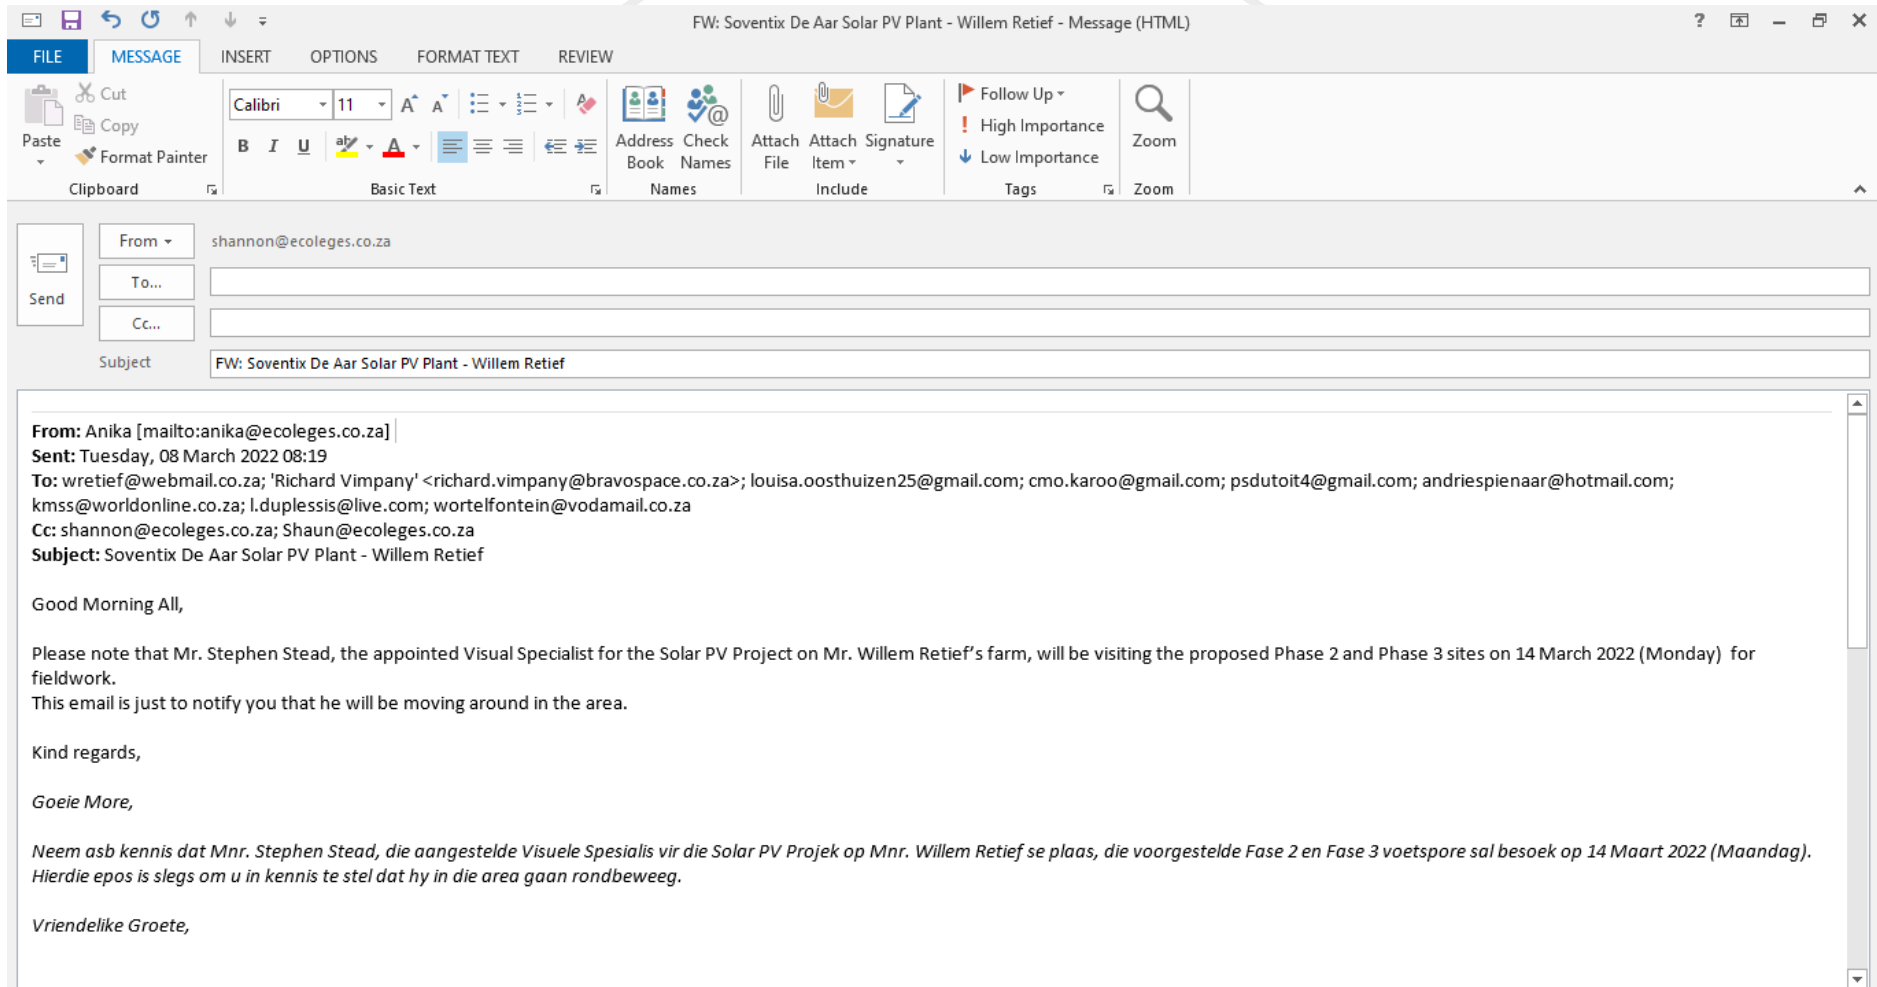 FW: Soventix De Aar Solar PV Plant - Willem Retief - Message (HTML)
FILE MESSAGE INSERT OPTIONS FORMAT TEXT REVIEW
Paste
Cut
Copy
Format Painter
Clipboard
Calibri 11
B I U
Basic Text
Address Book
Check Names
Names
Attach File
Attach Item
Signature
Include
Follow Up
High Importance
Low Importance
Tags
Zoom
Zoom
Send
From shannon@ecoleges.co.za
To...
Cc...
Subject FW: Soventix De Aar Solar PV Plant - Willem Retief
From: Anika [mailto:anika@ecoleges.co.za]
Sent: Tuesday, 08 March 2022 08:19
To: wretief@webmail.co.za; 'Richard Vimpany' <richard.vimpany@bravospace.co.za>; louisa.oosthuizen25@gmail.com; cmo.karoo@gmail.com; psdutoit4@gmail.com; andriespienaar@hotmail.com;
kmss@worldonline.co.za; l.duplessis@live.com; wortelfontein@vodamail.co.za
Cc: shannon@ecoleges.co.za; Shaun@ecoleges.co.za
Subject: Soventix De Aar Solar PV Plant - Willem Retief
Good Morning All,
Please note that Mr. Stephen Stead, the appointed Visual Specialist for the Solar PV Project on Mr. Willem Retief's farm, will be visiting the proposed Phase 2 and Phase 3 sites on 14 March 2022 (Monday) for
fieldwork.
This email is just to notify you that he will be moving around in the area.
Kind regards,
Goeie More,
Neem asb kennis dat Mnr. Stephen Stead, die aangestelde Visuele Spesialis vir die Solar PV Projek op Mnr. Willem Retief se plaas, die voorgestelde Fase 2 en Fase 3 voetspore sal besoek op 14 Maart 2022 (Maandag).
Hierdie epos is slegs om u in kennis te stel dat hy in die area gaan rondbeweeg.
Vriendelike Groete,